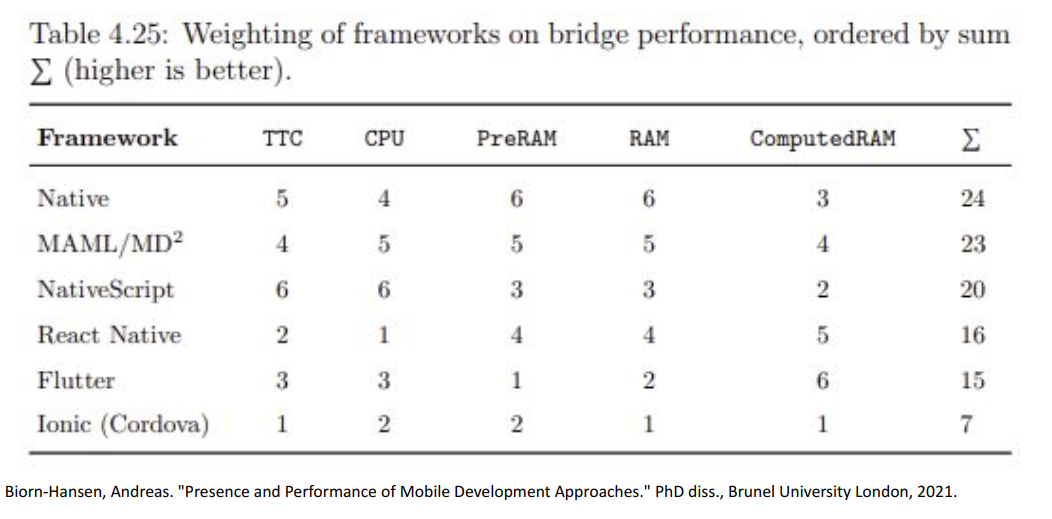 Table 4.25: Weighting of frameworks on bridge performance, ordered by sum
∑ (higher is better).
Framework TTC CPU PreRAM RAM ComputedRAM ∑
Native 5 4 6 6 3 24
MAML/MD² 4 5 5 5 4 23
NativeScript 6 6 3 3 2 20
React Native 2 1 4 4 5 16
Flutter 3 3 1 2 6 15
Ionic (Cordova) 1 2 2 1 1 7
Biorn-Hansen, Andreas. "Presence and Performance of Mobile Development Approaches." PhD diss., Brunel University London, 2021.